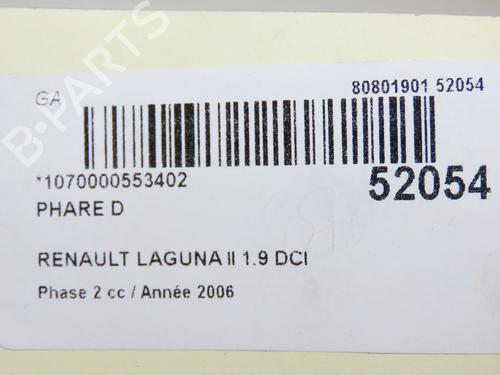 GA
80801901 52054
*1070000553402
52054
PHARE D
RENAULT LAGUNA II 1.9 DCI
Phase 2 cc / Année 2006
B-PARTS